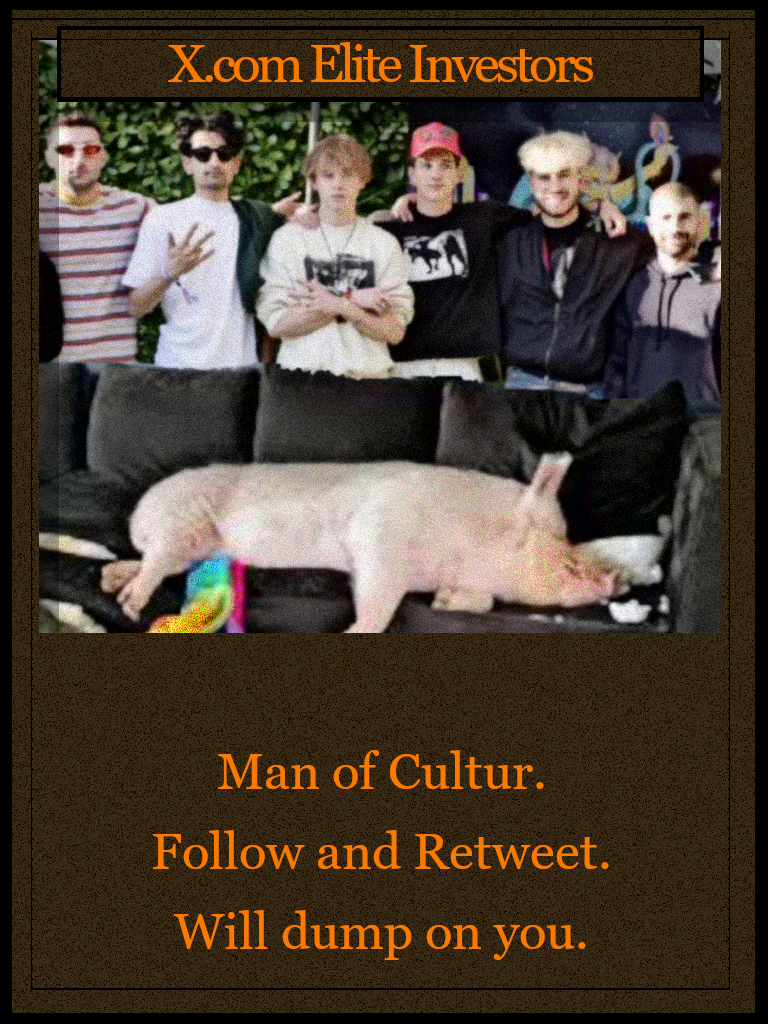 X.com Elite Investors
Man of Cultur.
Follow and Retweet.
Will dump on you.